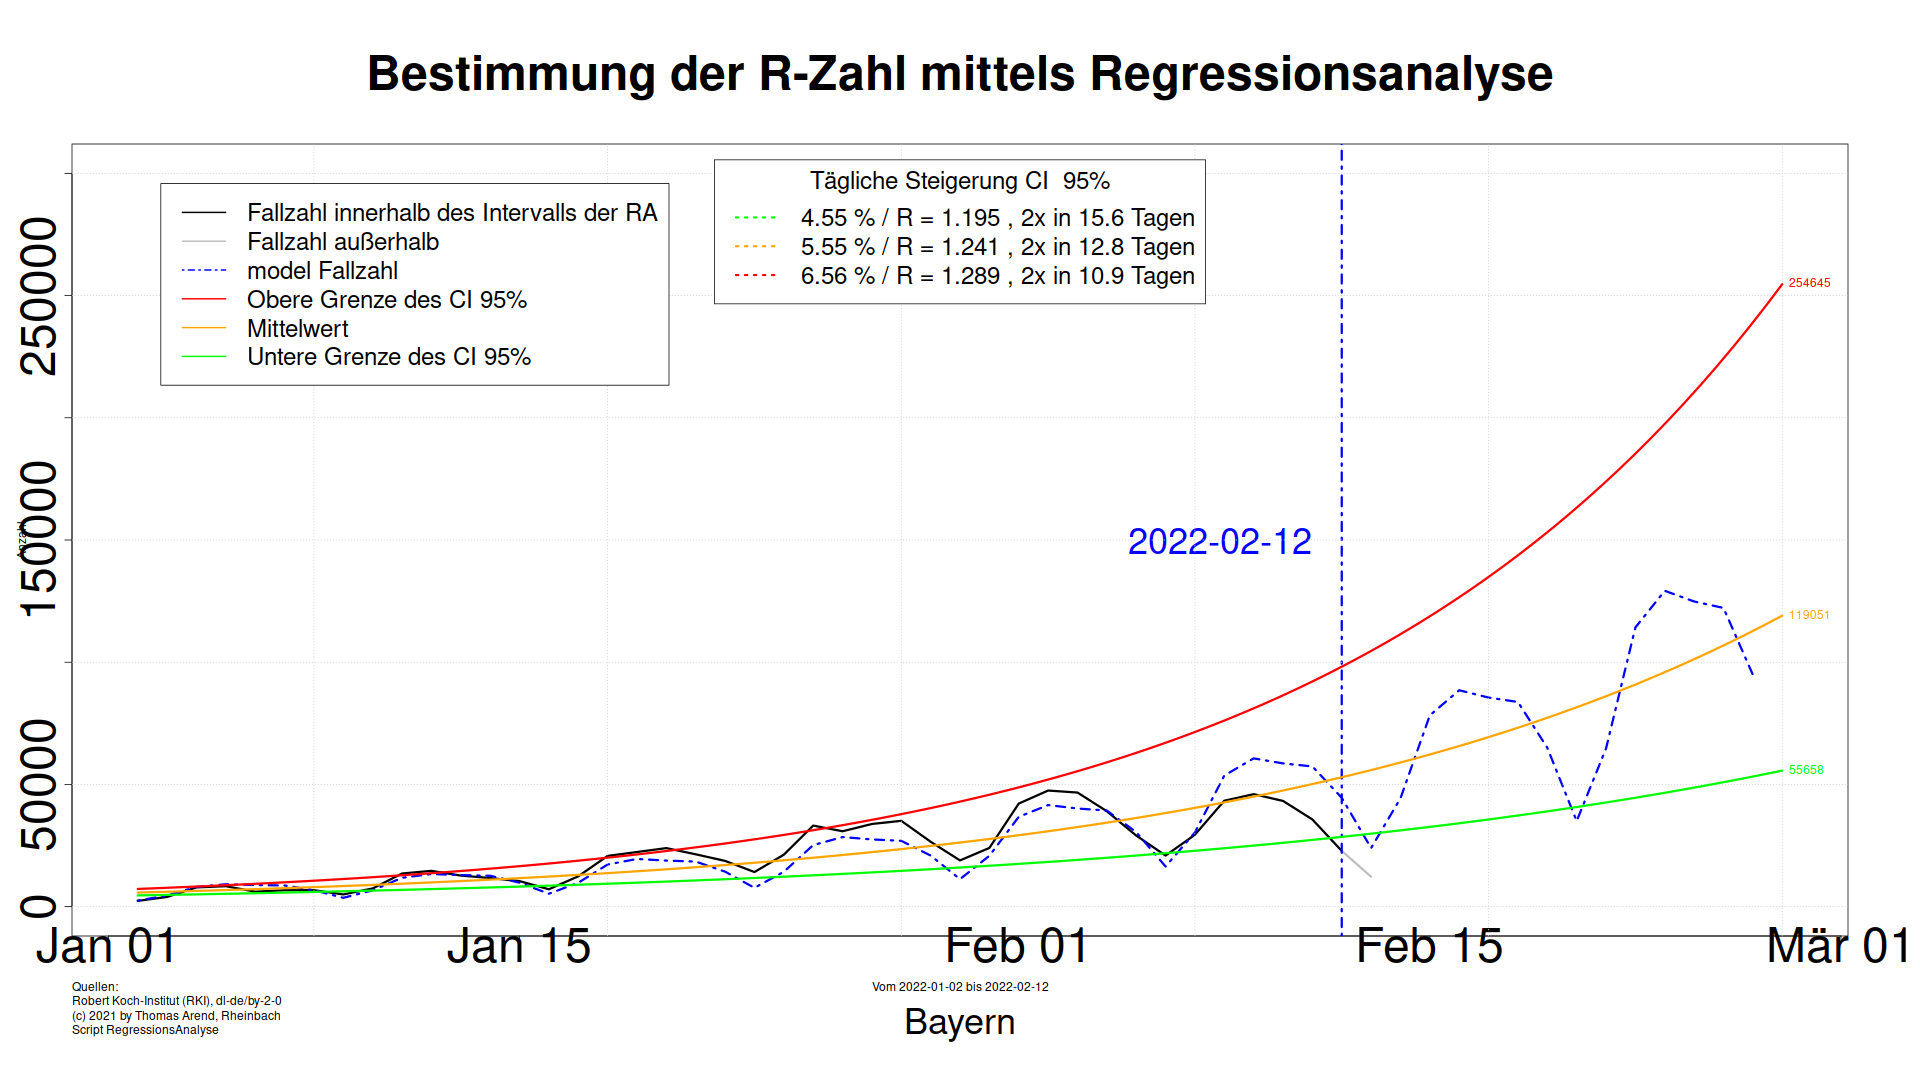 Bestimmung der R-Zahl mittels Regressionsanalyse
Fallzahl innerhalb des Intervalls der RA
Fallzahl außerhalb
model Fallzahl
Obere Grenze des CI 95%
Mittelwert
Untere Grenze des CI 95%
Tägliche Steigerung CI  95%
4.55 % / R = 1.195 , 2x in 15.6 Tagen
5.55 % / R = 1.241 , 2x in 12.8 Tagen
6.56 % / R = 1.289 , 2x in 10.9 Tagen
250000
150000
50000
0
Anzahl
2022-02-12
254645
119051
55658
Jan 01
Jan 15
Feb 01
Feb 15
Mär 01
Quellen:
Robert Koch-Institut (RKI), dl-de/by-2-0
(c) 2021 by Thomas Arend, Rheinbach
Script RegressionsAnalyse
Vom 2022-01-02 bis 2022-02-12
Bayern